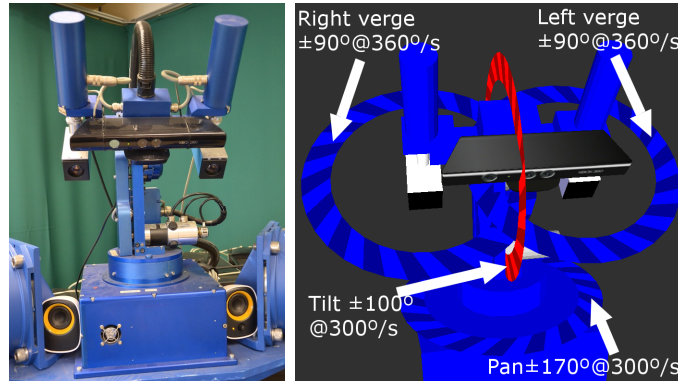 Right verge
±90º@360º/s
Left verge
±90º@360º/s
Tilt ±100º
@300º/s
Pan±170º@300º/s